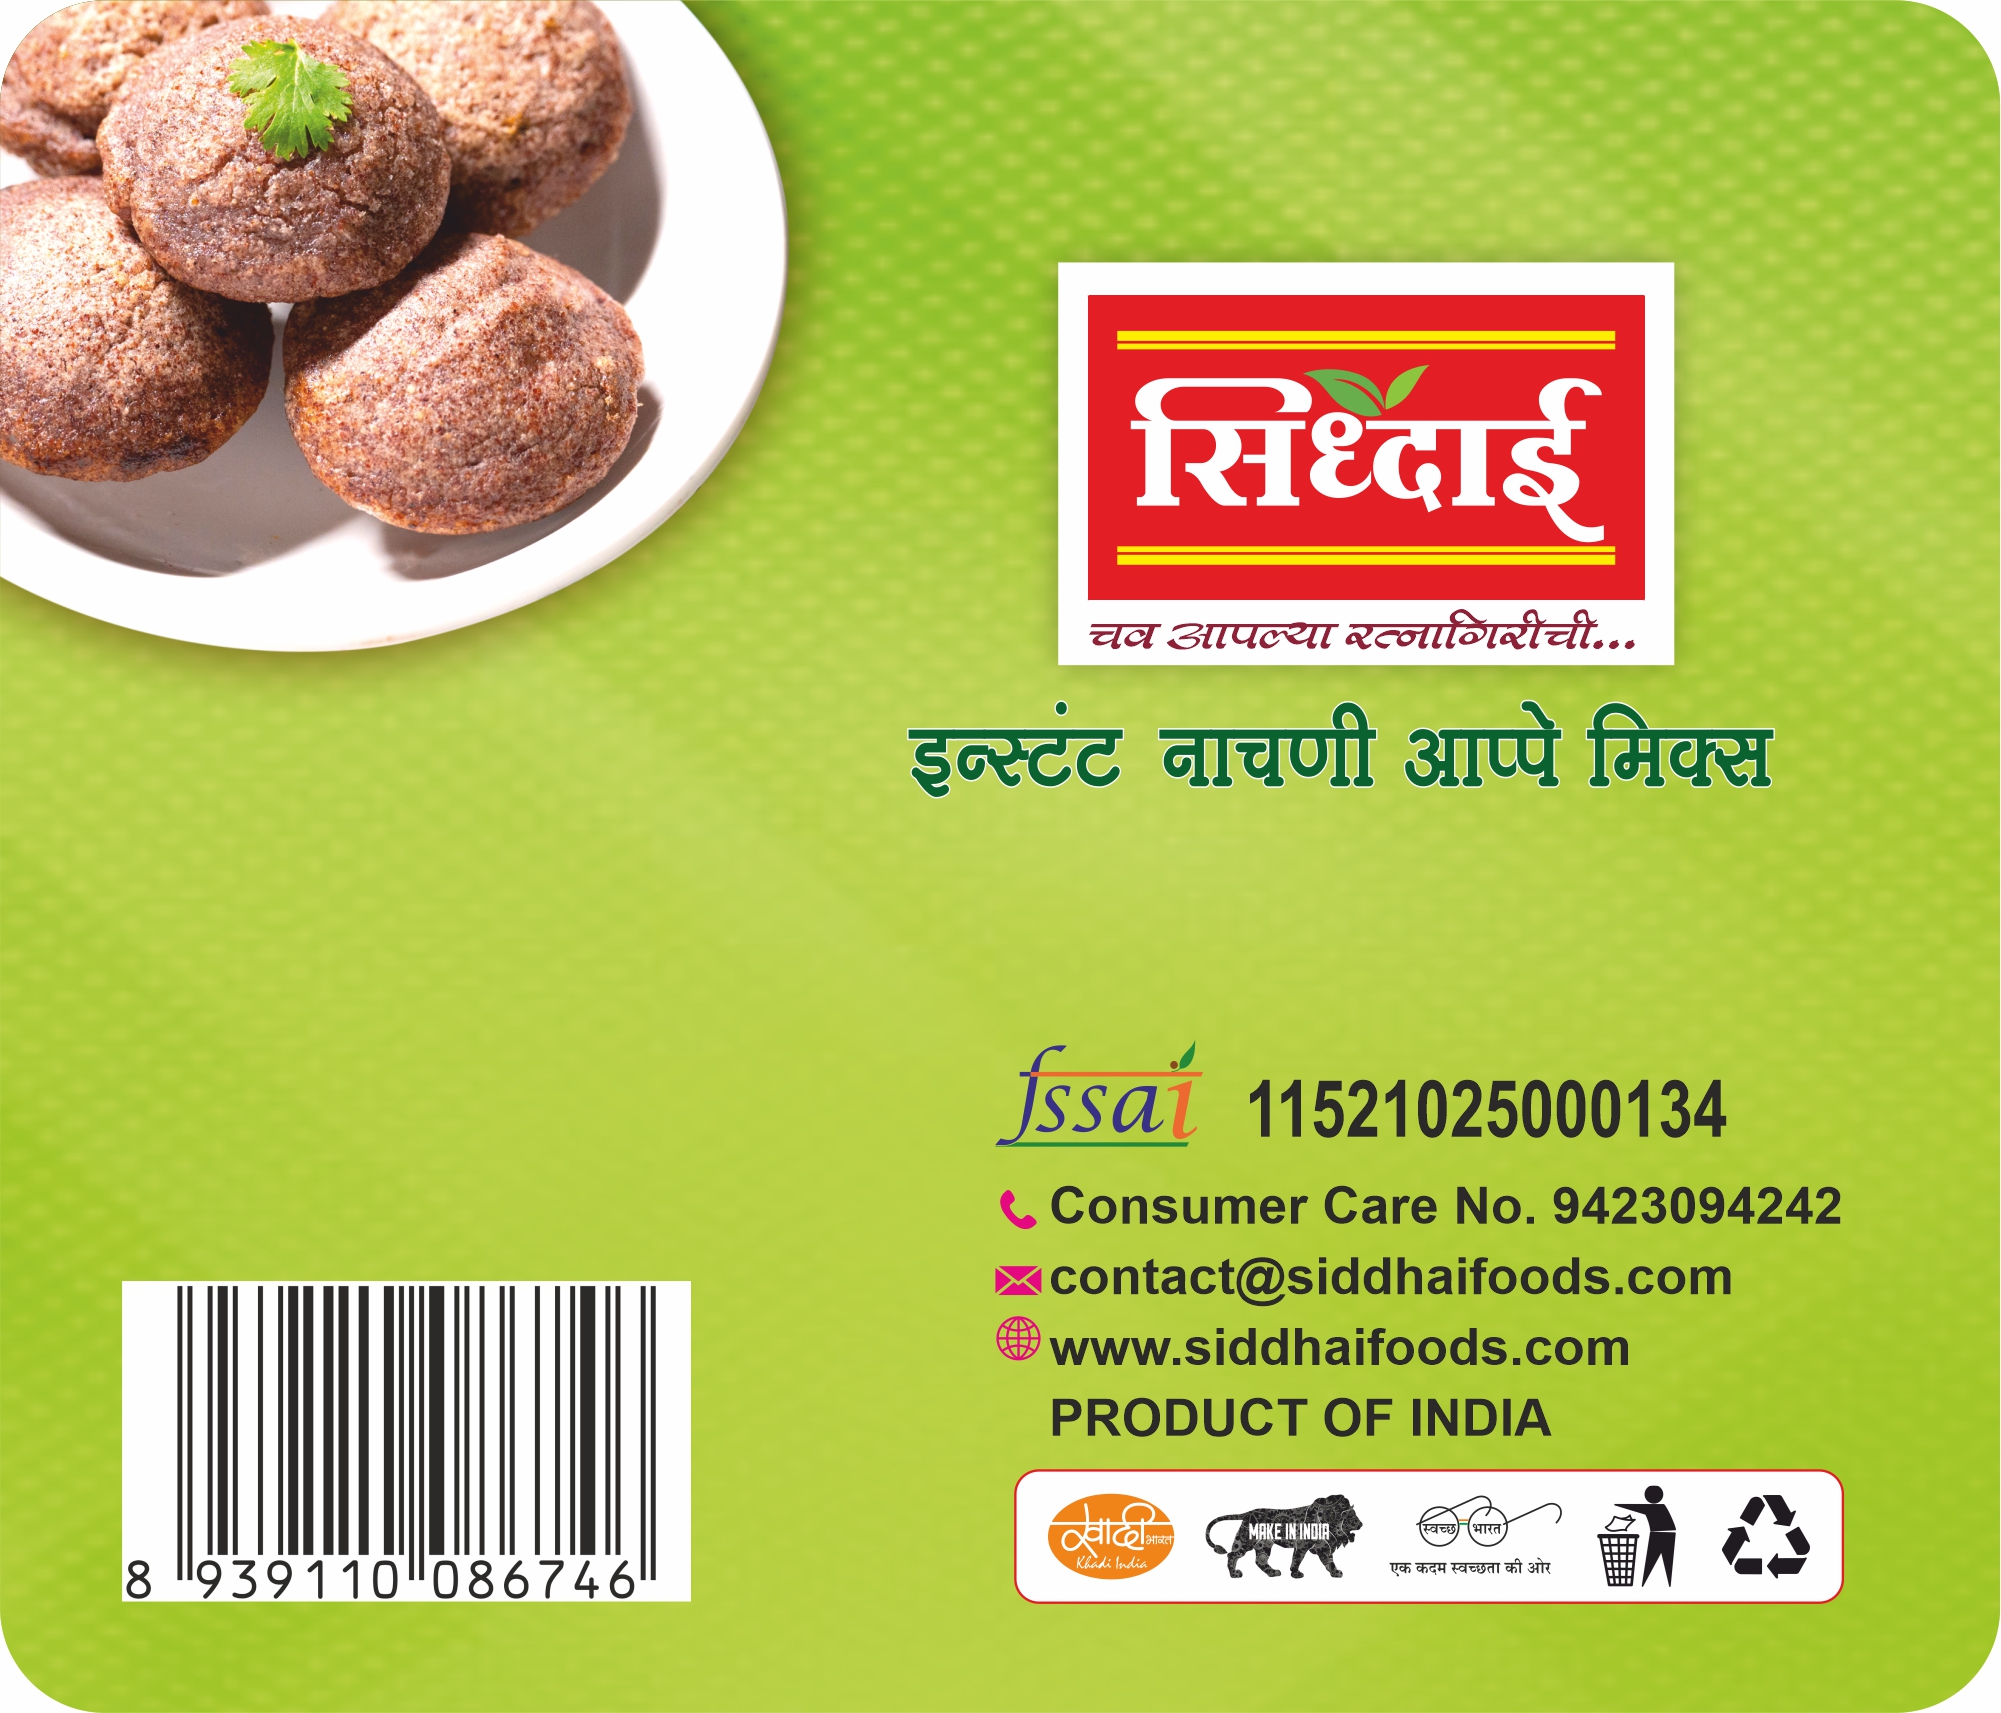 सिध्दाई
चव आपल्या रत्नागिरीची...
इन्स्टंट नाचणी आप्पे मिक्स
fssai 11521025000134
Consumer Care No. 9423094242
contact@siddhaifoods.com
www.siddhaifoods.com
PRODUCT OF INDIA
खादी भारत
Khadi India
MAKE IN INDIA
स्वच्छ भारत
एक कदम स्वच्छता की ओर
8 939110 086746